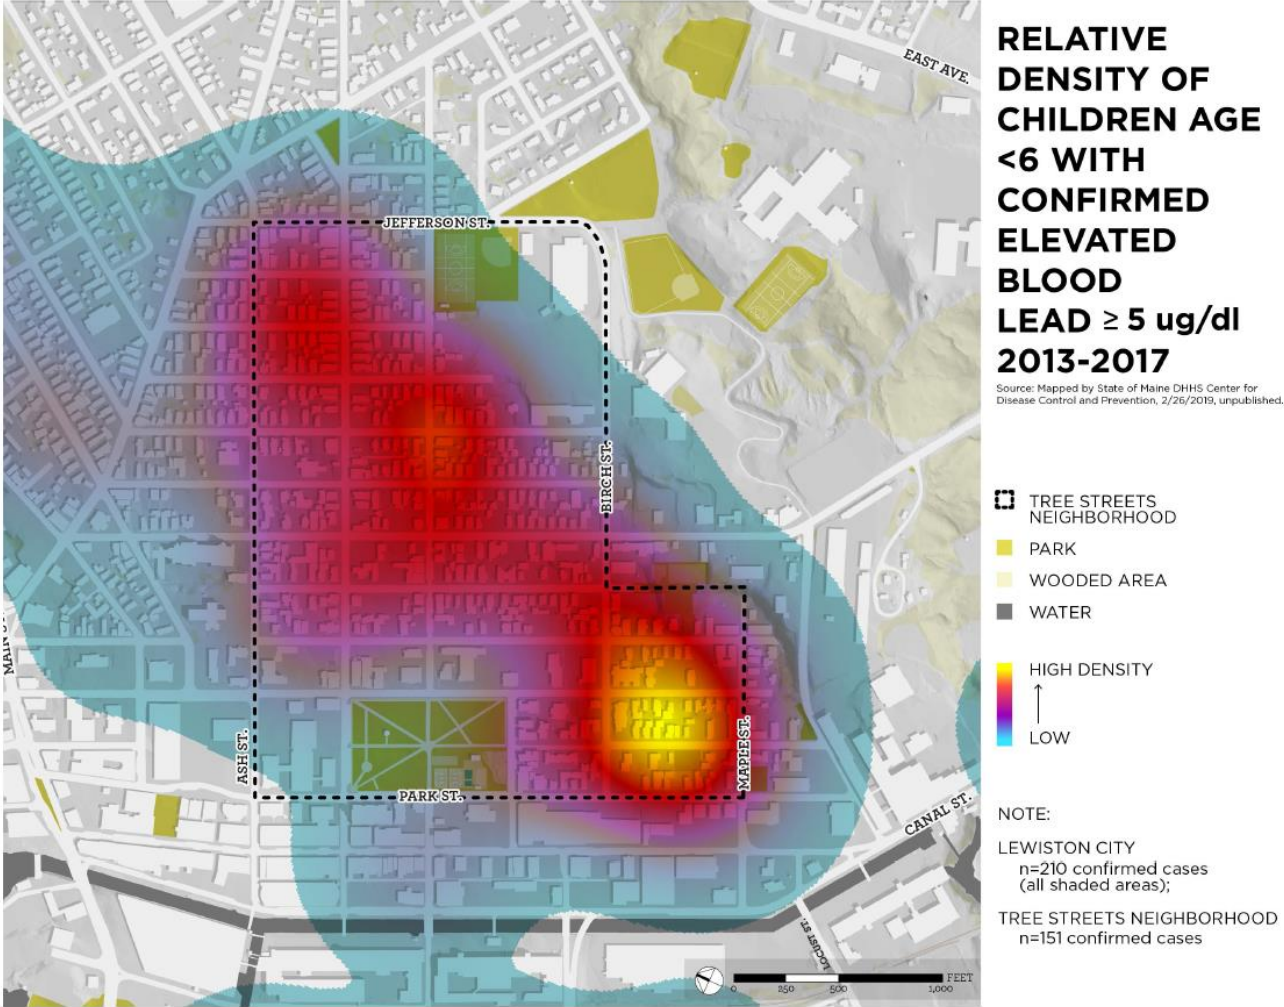 RELATIVE
DENSITY OF
CHILDREN AGE
<6 WITH
CONFIRMED
ELEVATED
BLOOD
LEAD ≥ 5 ug/dl
2013-2017
Source: Mapped by State of Maine DHHS Center for
Disease Control and Prevention, 2/26/2019, unpublished.
TREE STREETS
NEIGHBORHOOD
PARK
WOODED AREA
WATER
HIGH DENSITY
LOW
NOTE:
LEWISTON CITY
n=210 confirmed cases
(all shaded areas);
TREE STREETS NEIGHBORHOOD
n=151 confirmed cases
EAST AVE.
JEFFERSON ST.
BIRCH ST.
MAIN
ASH ST.
MAPLE ST.
PARK ST.
CANAL ST.
LOCUST ST.
0 250 500 1,000 FEET